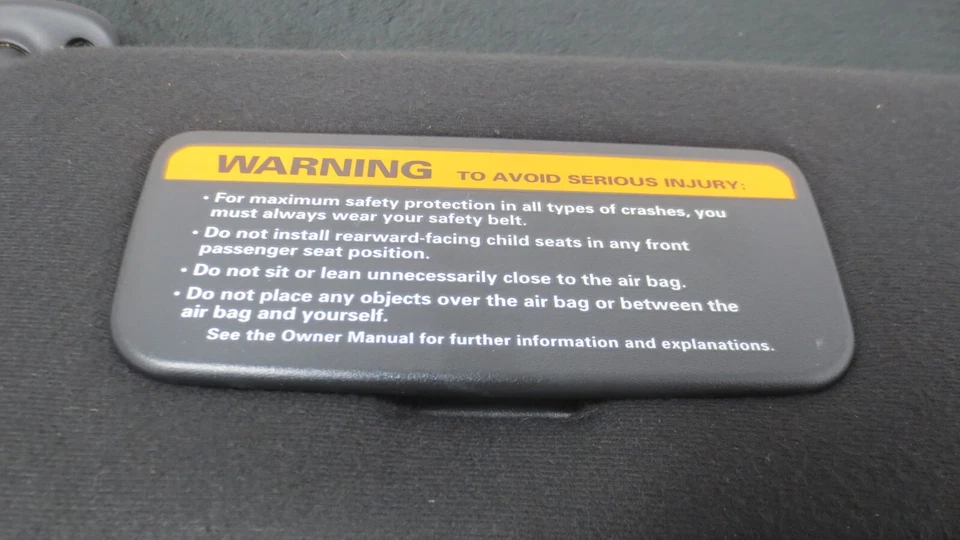 WARNING TO AVOID SERIOUS INJURY:
• For maximum safety protection in all types of crashes, you
must always wear your safety belt.
• Do not install rearward-facing child seats in any front
passenger seat position.
• Do not sit or lean unnecessarily close to the air bag.
• Do not place any objects over the air bag or between the
air bag and yourself.
See the Owner Manual for further information and explanations.